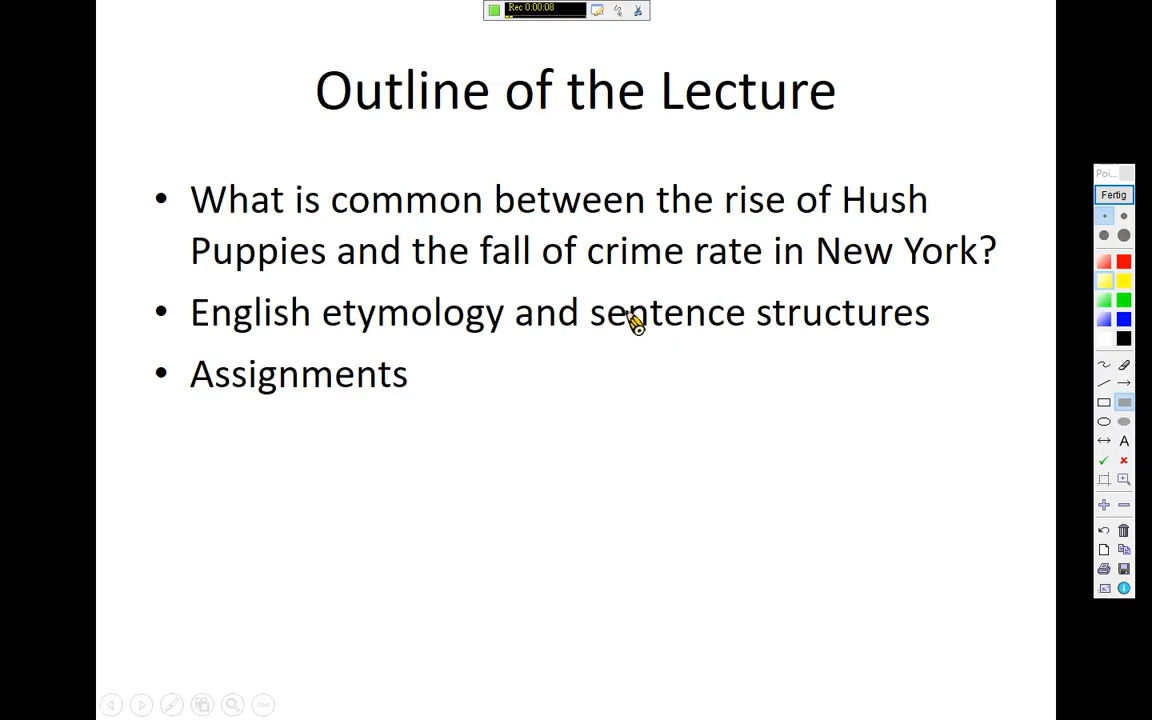 Rec 0:00:08
Outline of the Lecture
• What is common between the rise of Hush
Puppies and the fall of crime rate in New York?
• English etymology and sentence structures
• Assignments
Poi...
Fertig
A